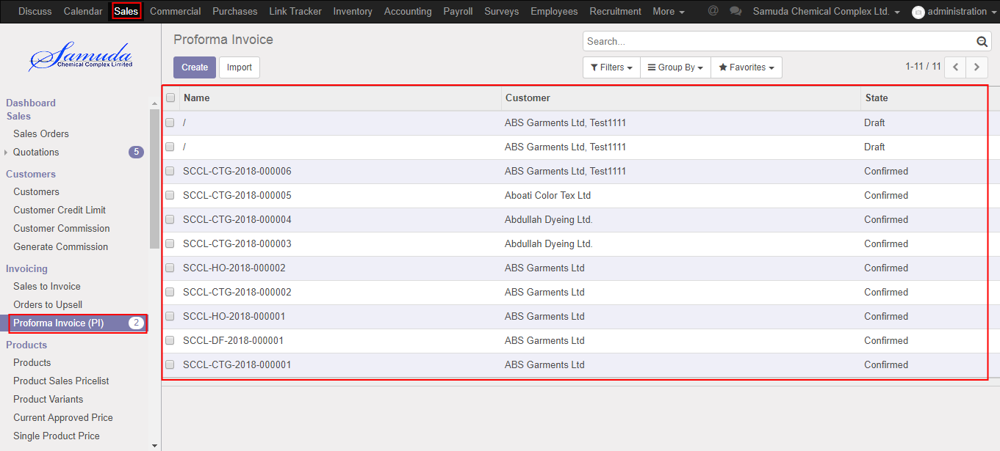 Discuss Calendar Sales Commercial Purchases Link Tracker Inventory Accounting Payroll Surveys Employees Recruitment More @ Samuda Chemical Complex Ltd. administration
Samuda
Chemical Complex Limited
Dashboard
Sales
Sales Orders
Quotations 5
Customers
Customers
Customer Credit Limit
Customer Commission
Generate Commission
Invoicing
Sales to Invoice
Orders to Upsell
Proforma Invoice (PI) 2
Products
Products
Product Sales Pricelist
Product Variants
Current Approved Price
Single Product Price
Proforma Invoice
Search...
Create Import
Filters Group By Favorites 1-11 / 11
Name Customer State
/ ABS Garments Ltd, Test1111 Draft
/ ABS Garments Ltd, Test1111 Draft
SCCL-CTG-2018-000006 ABS Garments Ltd, Test1111 Confirmed
SCCL-CTG-2018-000005 Aboati Color Tex Ltd Confirmed
SCCL-CTG-2018-000004 Abdullah Dyeing Ltd. Confirmed
SCCL-CTG-2018-000003 Abdullah Dyeing Ltd. Confirmed
SCCL-HO-2018-000002 ABS Garments Ltd Confirmed
SCCL-CTG-2018-000002 ABS Garments Ltd Confirmed
SCCL-HO-2018-000001 ABS Garments Ltd Confirmed
SCCL-DF-2018-000001 ABS Garments Ltd Confirmed
SCCL-CTG-2018-000001 ABS Garments Ltd Confirmed